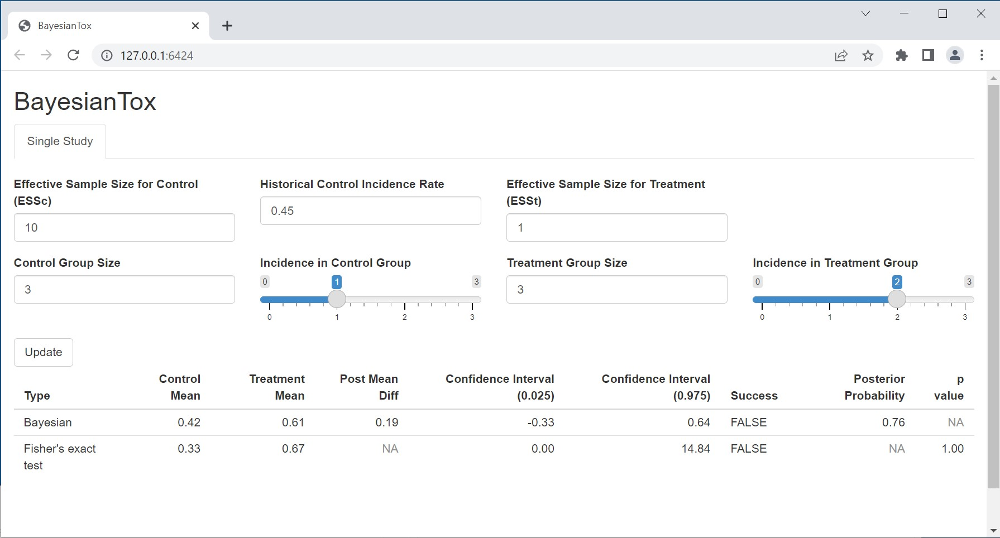 BayesianTox
127.0.0.1:6424
BayesianTox
Single Study
Effective Sample Size for Control
(ESSc)
10
Historical Control Incidence Rate
0.45
Effective Sample Size for Treatment
(ESSt)
1
Control Group Size
3
Incidence in Control Group
0 1 3
0 1 2 3
Treatment Group Size
3
Incidence in Treatment Group
0 2 3
0 1 2 3
Update
Type Control Mean Treatment Mean Post Mean Diff Confidence Interval (0.025) Confidence Interval (0.975) Success Posterior Probability p value
Bayesian 0.42 0.61 0.19 -0.33 0.64 FALSE 0.76 NA
Fisher's exact test 0.33 0.67 NA 0.00 14.84 FALSE NA 1.00